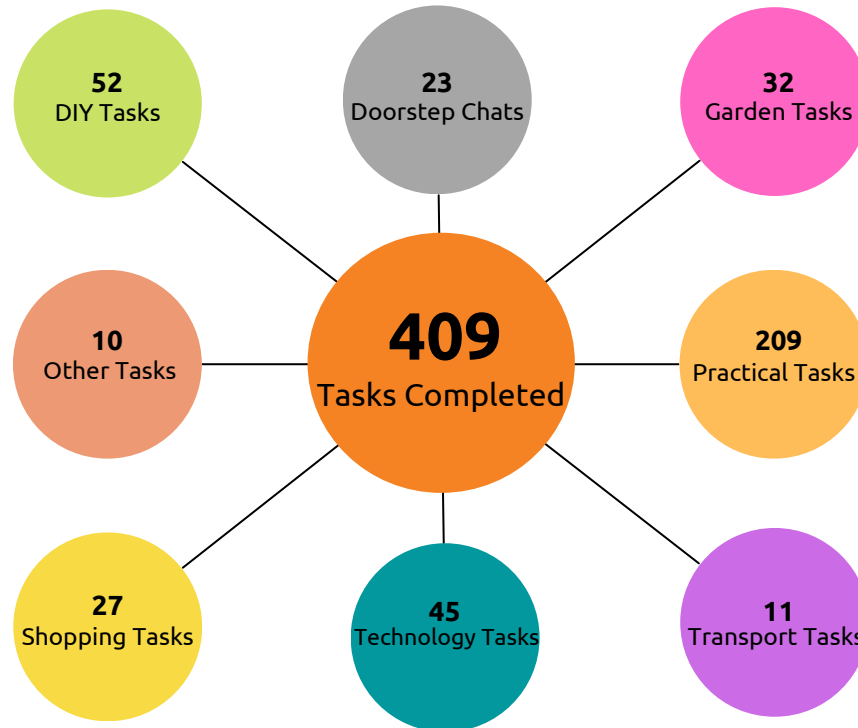 52
DIY Tasks
23
Doorstep Chats
32
Garden Tasks
10
Other Tasks
409
Tasks Completed
209
Practical Tasks
27
Shopping Tasks
45
Technology Tasks
11
Transport Tasks